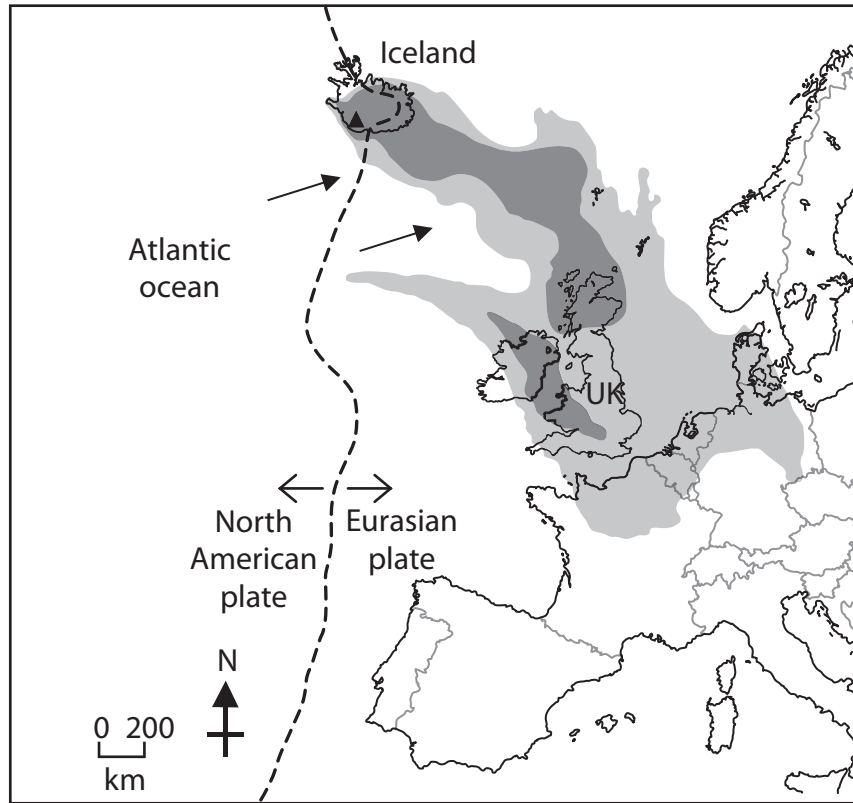 Iceland
Atlantic
ocean
UK
North
American
plate
Eurasian
plate
N
0 200
km